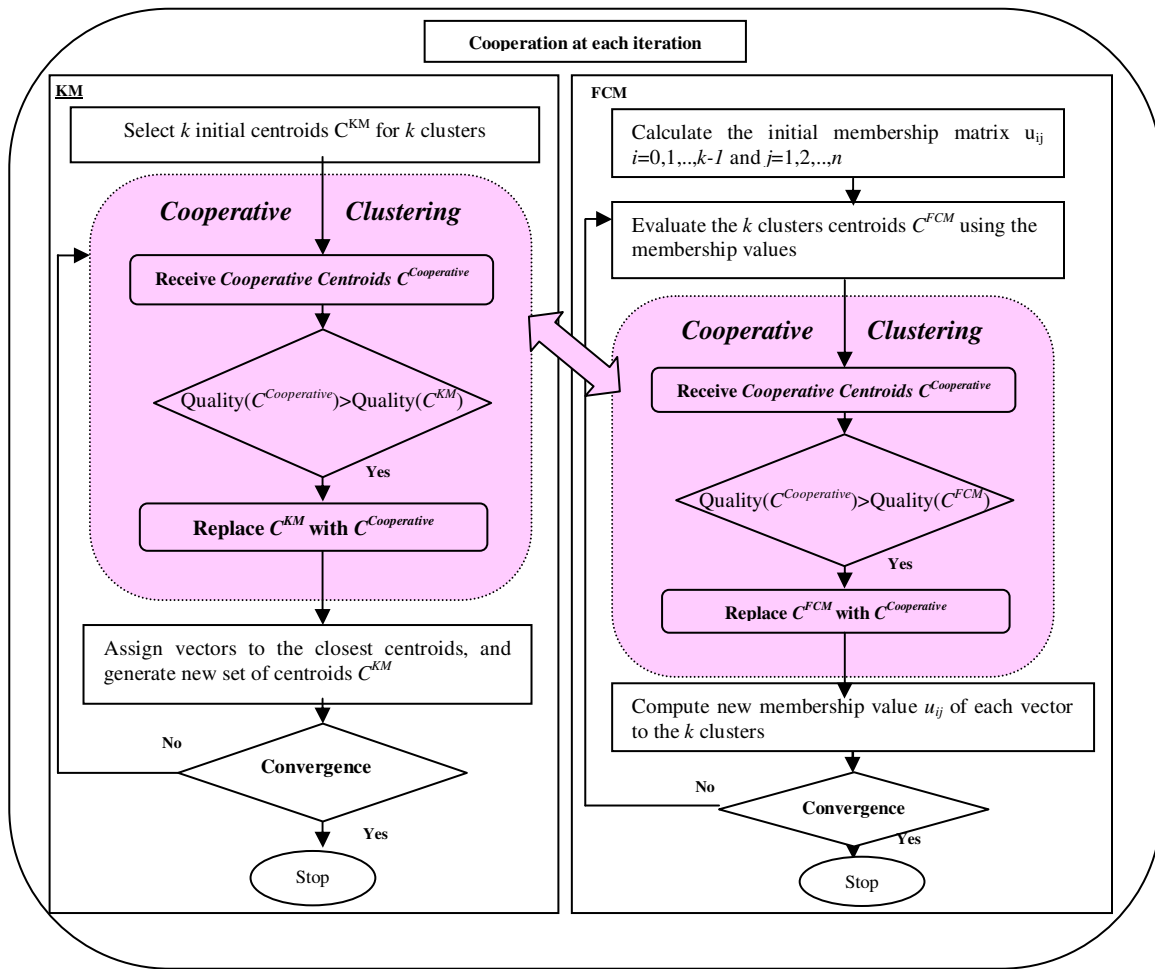 Cooperation at each iteration
KM
Select k initial centroids C^KM for k clusters
Cooperative Clustering
Receive Cooperative Centroids C^Cooperative
Quality(C^Cooperative)>Quality(C^KM)
Yes
Replace C^KM with C^Cooperative
Assign vectors to the closest centroids, and
generate new set of centroids C^KM
No
Convergence
Yes
Stop
FCM
Calculate the initial membership matrix u_ij
i=0,1,..,k-1 and j=1,2,..,n
Evaluate the k clusters centroids C^FCM using the
membership values
Cooperative Clustering
Receive Cooperative Centroids C^Cooperative
Quality(C^Cooperative)>Quality(C^FCM)
Yes
Replace C^FCM with C^Cooperative
Compute new membership value u_ij of each vector
to the k clusters
No
Convergence
Yes
Stop